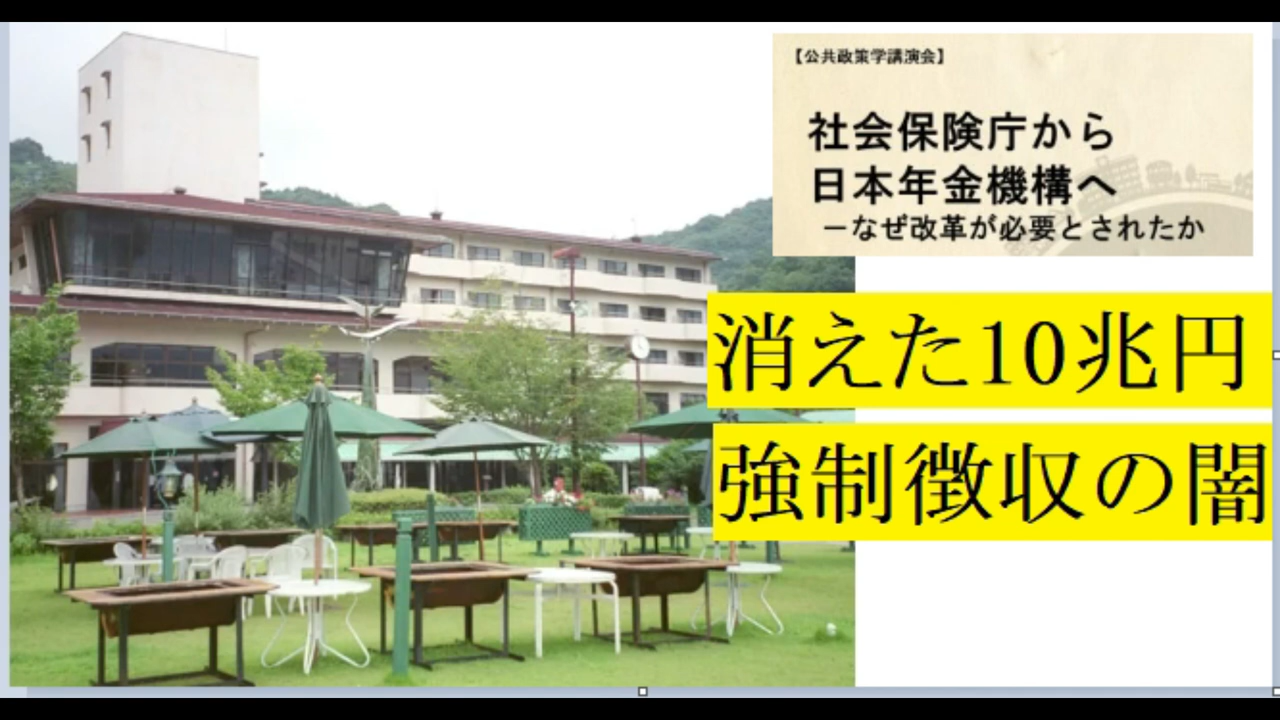 【公共政策学講演会】
社会保険庁から
日本年金機構へ
－なぜ改革が必要とされたか
消えた10兆円
強制徴収の闇